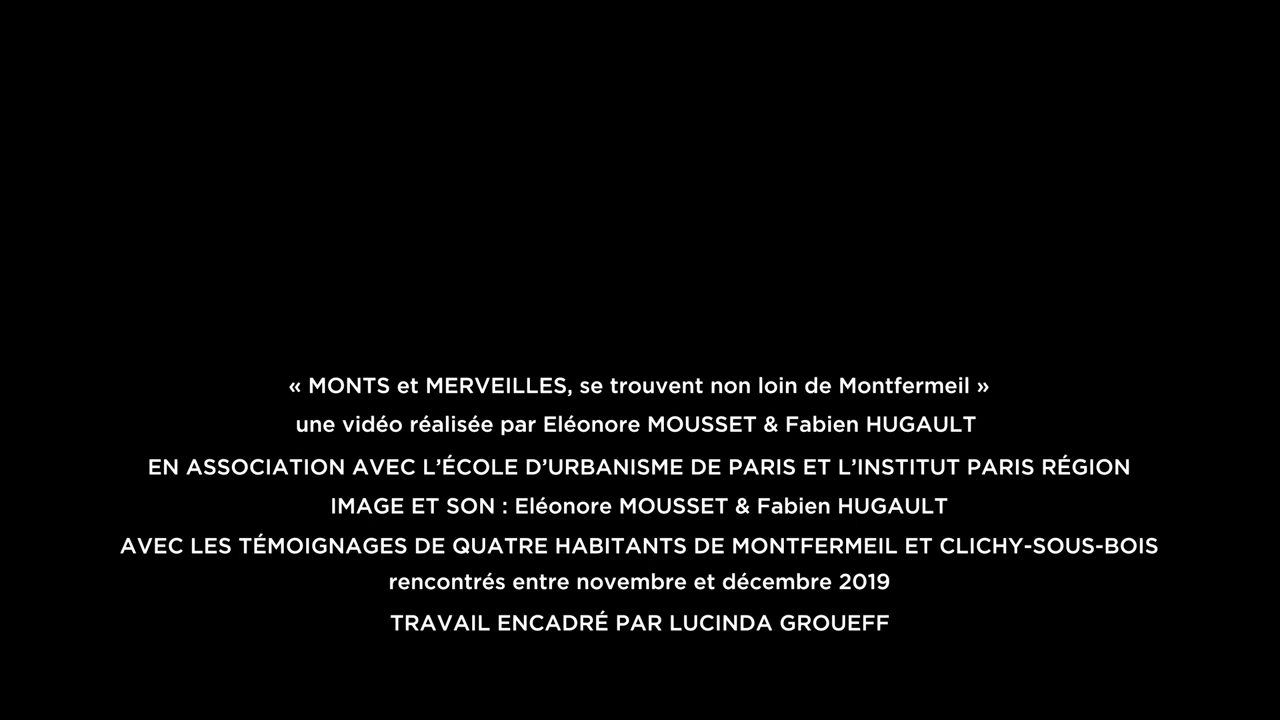 « MONTS et MERVEILLES, se trouvent non loin de Montfermeil »
une vidéo réalisée par Eléonore MOUSSET & Fabien HUGAULT
EN ASSOCIATION AVEC L’ÉCOLE D’URBANISME DE PARIS ET L’INSTITUT PARIS RÉGION
IMAGE ET SON : Eléonore MOUSSET & Fabien HUGAULT
AVEC LES TÉMOIGNAGES DE QUATRE HABITANTS DE MONTFERMEIL ET CLICHY-SOUS-BOIS
rencontrés entre novembre et décembre 2019
TRAVAIL ENCADRÉ PAR LUCINDA GROUEFF